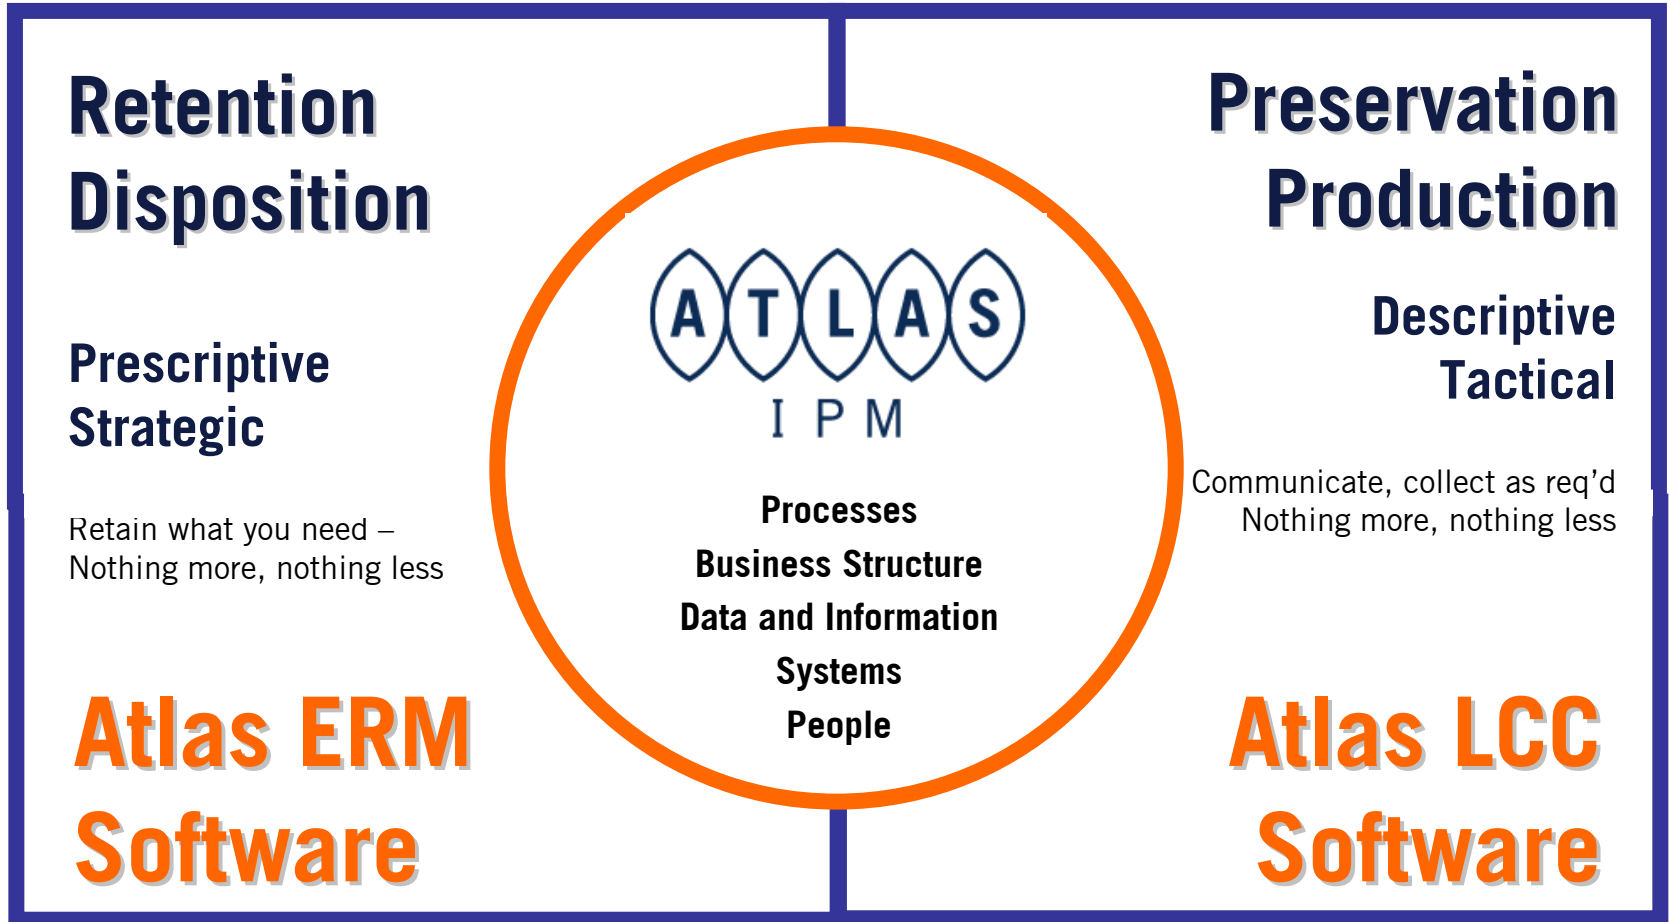 Retention
Disposition
Prescriptive
Strategic
Retain what you need –
Nothing more, nothing less
Atlas ERM
Software
ATLAS
IPM
Processes
Business Structure
Data and Information
Systems
People
Preservation
Production
Descriptive
Tactical
Communicate, collect as req’d
Nothing more, nothing less
Atlas LCC
Software